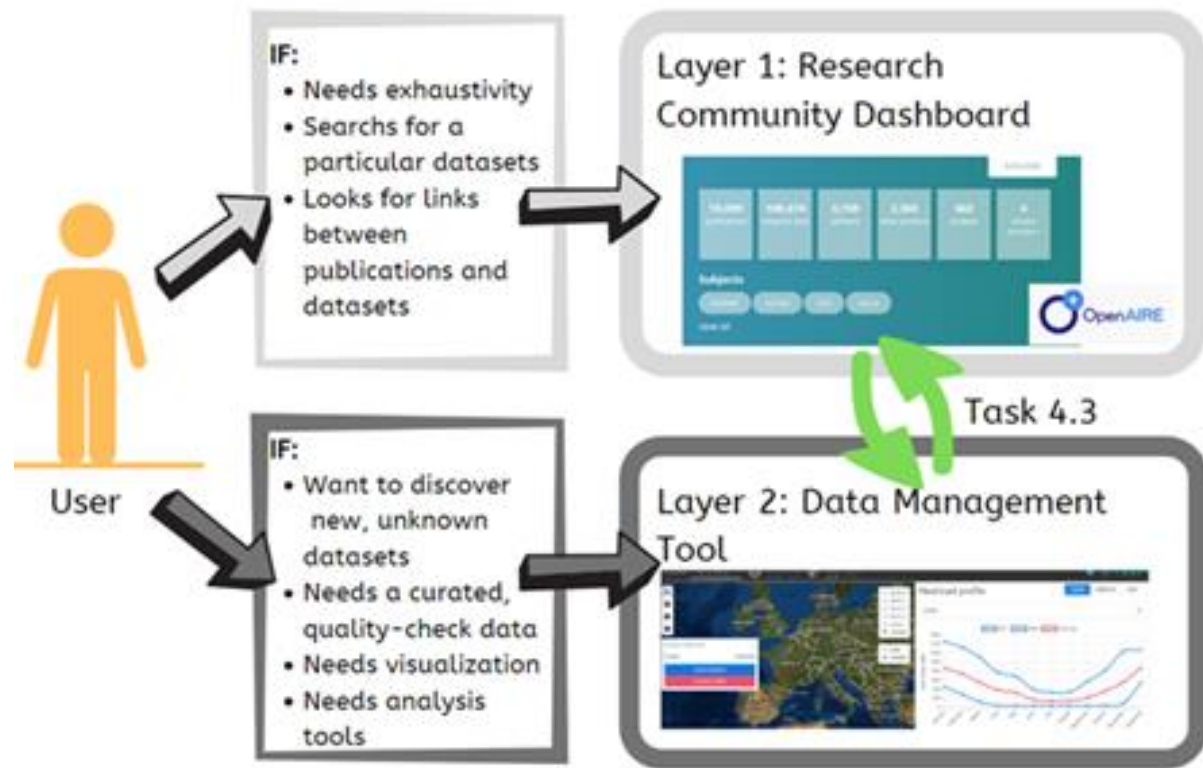 IF:
• Needs exhaustivity
• Searchs for a
particular datasets
• Looks for links
between
publications and
datasets
Layer 1: Research
Community Dashboard
Subjects
OpenAIRE
Task 4.3
User
IF:
• Want to discover
new, unknown
datasets
• Needs a curated,
quality-check data
• Needs visualization
• Needs analysis
tools
Layer 2: Data Management
Tool